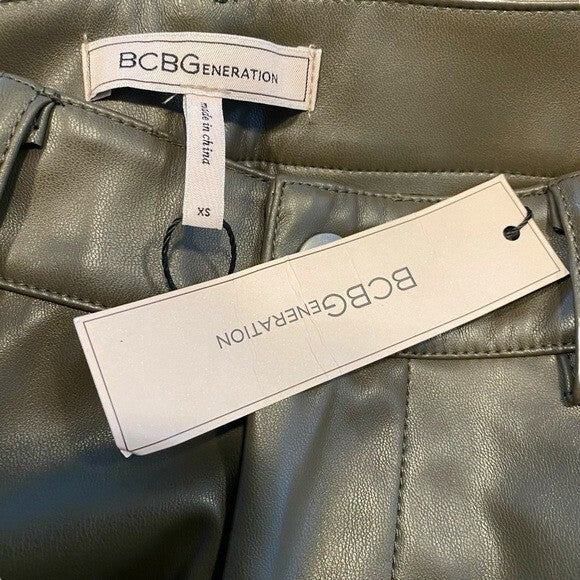 BCBGENERATION
made in china
XS
BCBGENERATION